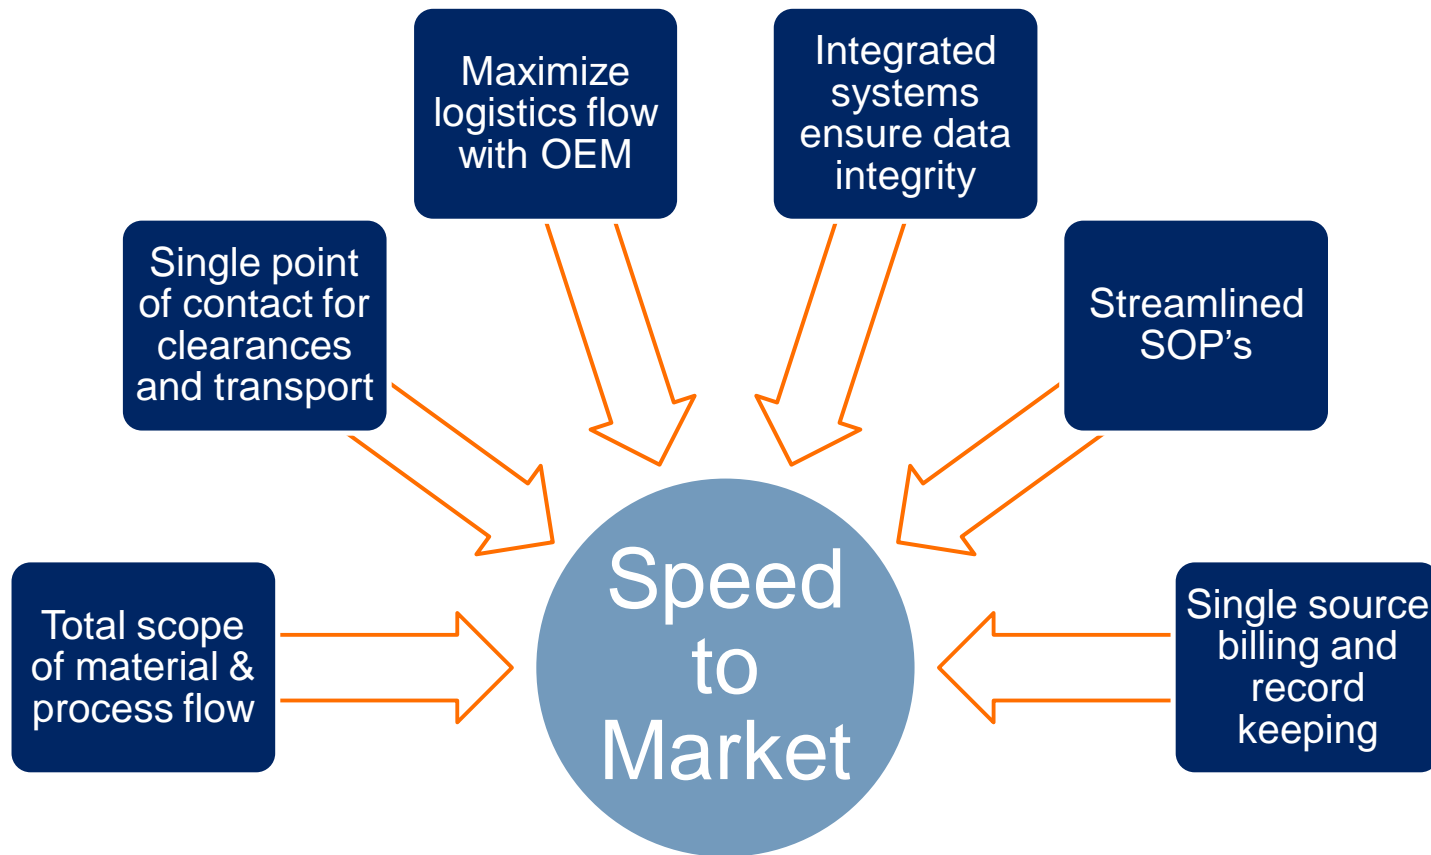 Maximize
logistics flow
with OEM
Integrated
systems
ensure data
integrity
Single point
of contact for
clearances
and transport
Streamlined
SOP’s
Total scope
of material &
process flow
Speed
to
Market
Single source
billing and
record
keeping